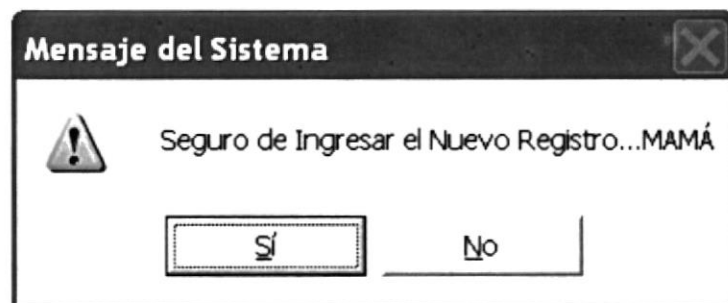 Mensaje del Sistema
Seguro de Ingresar el Nuevo Registro...MAMÁ
Sí
No